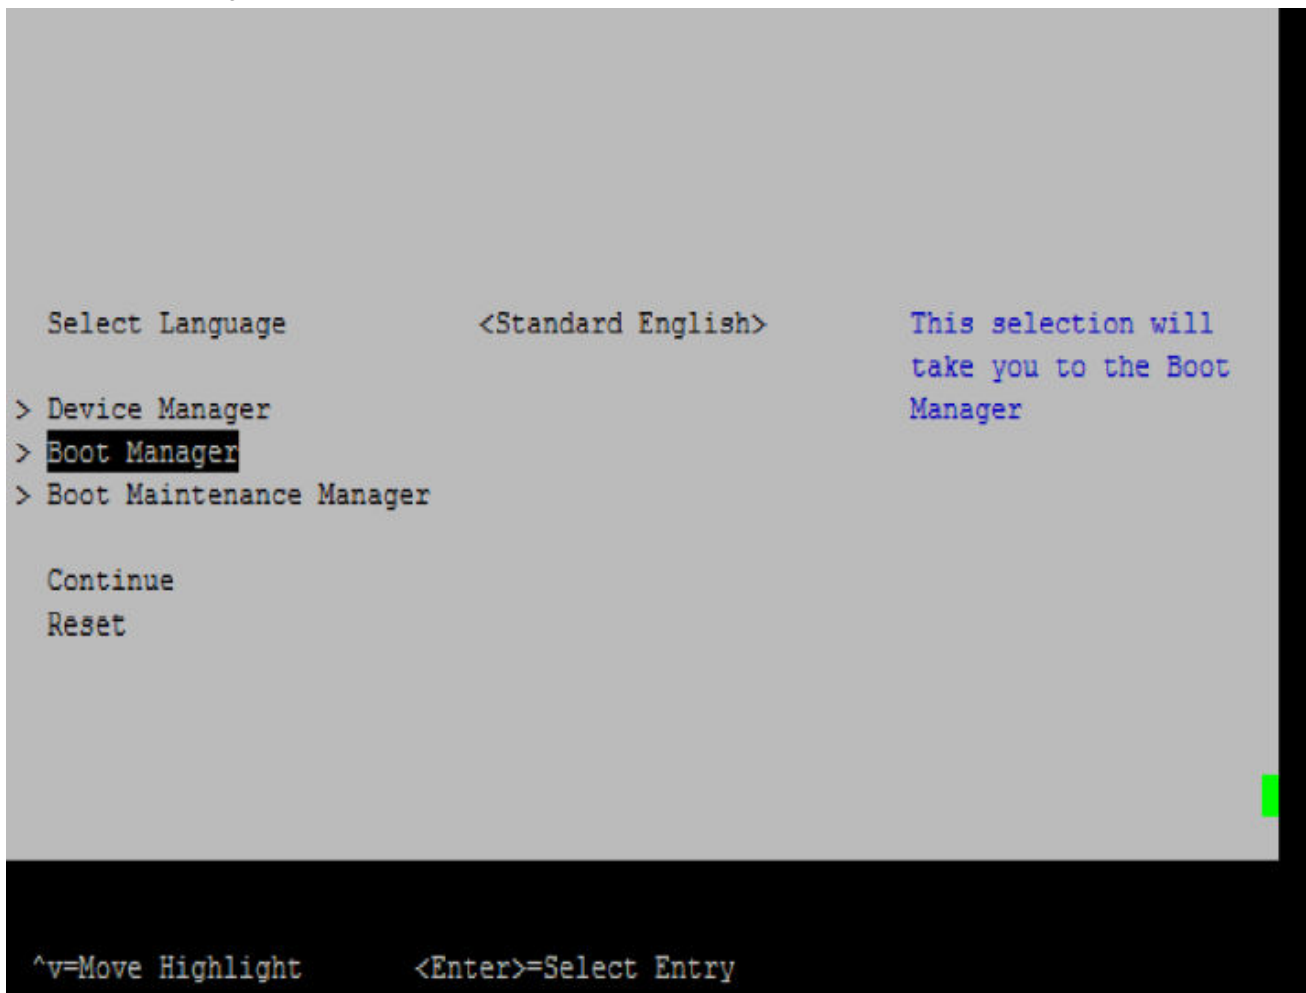 Select Language <Standard English> This selection will
take you to the Boot
> Device Manager Manager
> Boot Manager
> Boot Maintenance Manager
Continue
Reset
^v=Move Highlight <Enter>=Select Entry